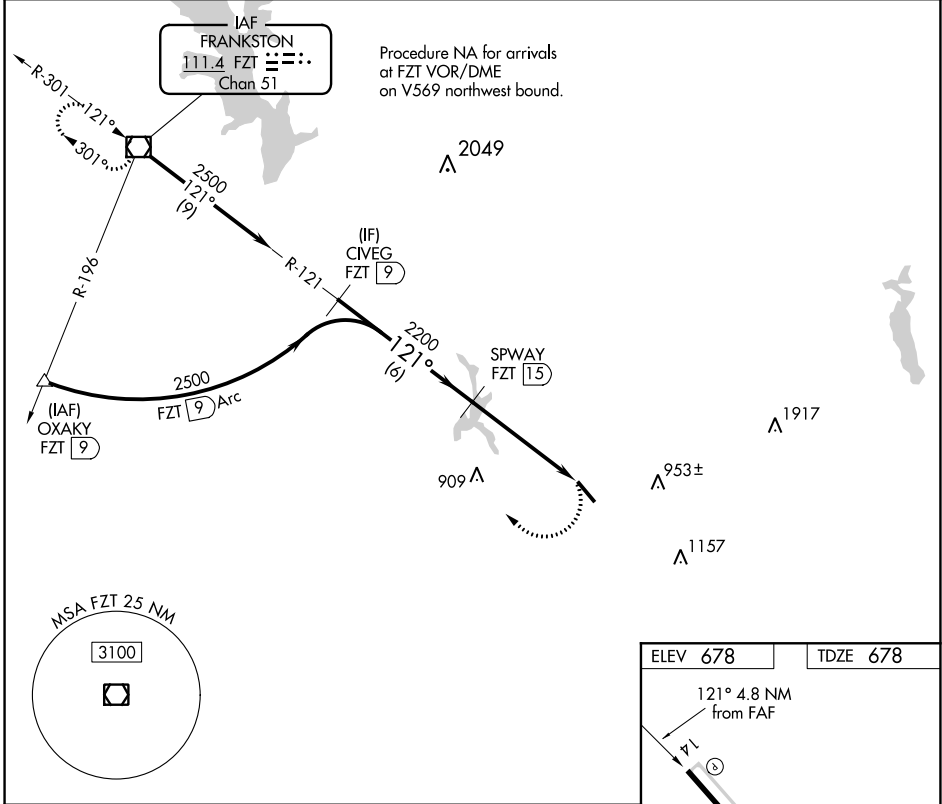 IAF
FRANKSTON
111.4 FZT
Chan 51
Procedure NA for arrivals
at FZT VOR/DME
on V569 northwest bound.
R-301
121°
301°
2049
2500
121°
(9)
R-196
R-121
(IF)
CIVEG
FZT 9
2200
121°
(6)
SPWAY
FZT 15
2500
FZT 9 Arc
(IAF)
OXAKY
FZT 9
1917
909
953±
1157
MSA FZT 25 NM
3100
ELEV 678
TDZE 678
121° 4.8 NM
from FAF
14
P